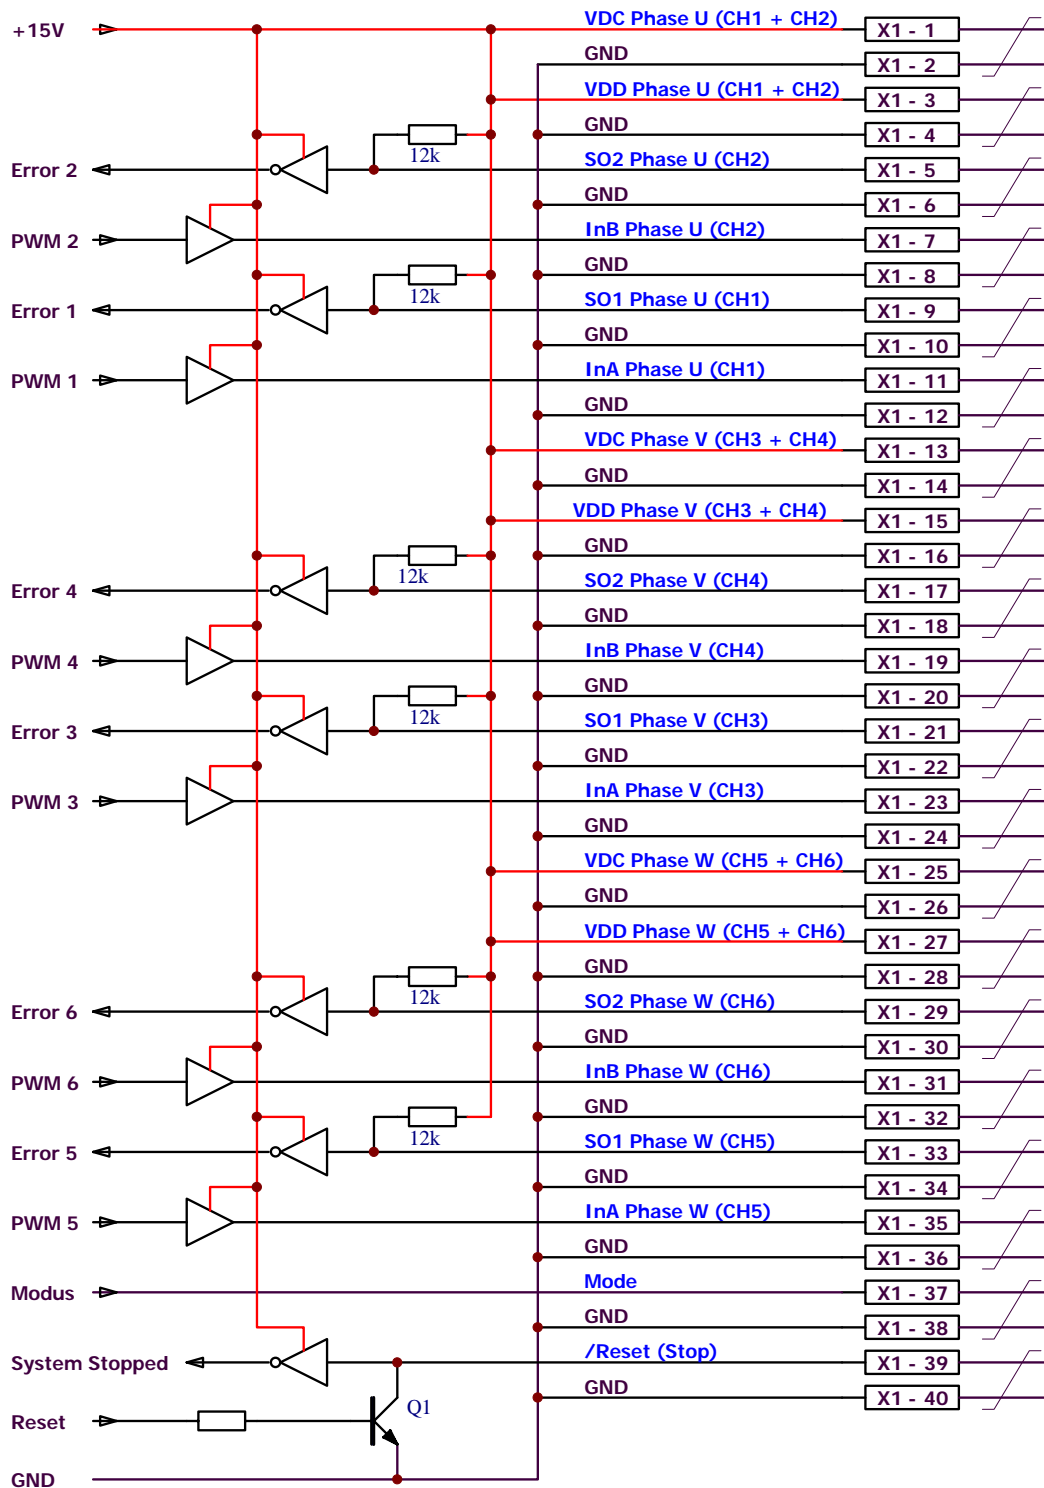 +15V VDC Phase U (CH1 + CH2) X1 - 1
GND X1 - 2
VDD Phase U (CH1 + CH2) X1 - 3
GND X1 - 4
12k
Error 2 SO2 Phase U (CH2) X1 - 5
GND X1 - 6
PWM 2 InB Phase U (CH2) X1 - 7
GND X1 - 8
12k
Error 1 SO1 Phase U (CH1) X1 - 9
GND X1 - 10
PWM 1 InA Phase U (CH1) X1 - 11
GND X1 - 12
VDC Phase V (CH3 + CH4) X1 - 13
GND X1 - 14
VDD Phase V (CH3 + CH4) X1 - 15
GND X1 - 16
12k
Error 4 SO2 Phase V (CH4) X1 - 17
GND X1 - 18
PWM 4 InB Phase V (CH4) X1 - 19
GND X1 - 20
12k
Error 3 SO1 Phase V (CH3) X1 - 21
GND X1 - 22
PWM 3 InA Phase V (CH3) X1 - 23
GND X1 - 24
VDC Phase W (CH5 + CH6) X1 - 25
GND X1 - 26
VDD Phase W (CH5 + CH6) X1 - 27
GND X1 - 28
12k
Error 6 SO2 Phase W (CH6) X1 - 29
GND X1 - 30
PWM 6 InB Phase W (CH6) X1 - 31
GND X1 - 32
12k
Error 5 SO1 Phase W (CH5) X1 - 33
GND X1 - 34
PWM 5 InA Phase W (CH5) X1 - 35
GND X1 - 36
Modus Mode X1 - 37
GND X1 - 38
System Stopped /Reset (Stop) X1 - 39
GND X1 - 40
Reset Q1
GND